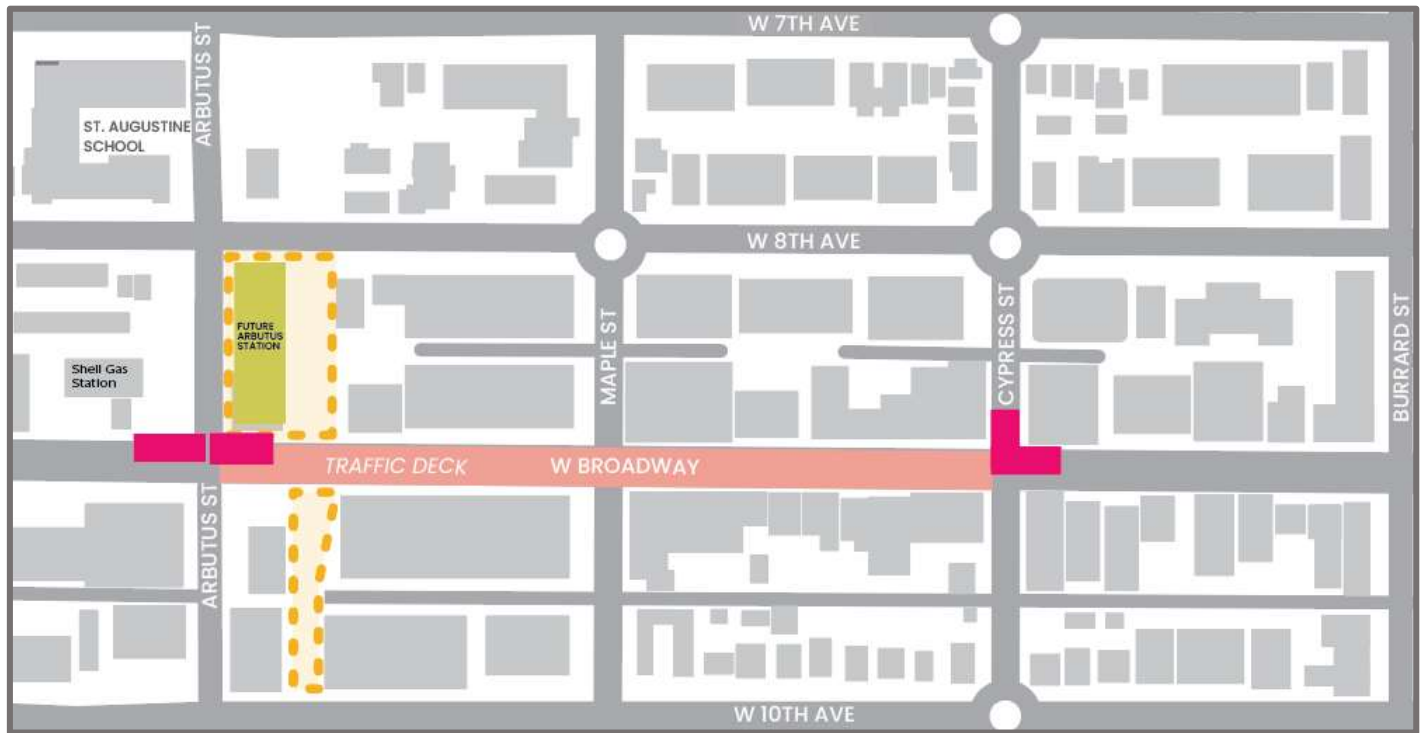 W 7TH AVE
ARBUTUS ST
ST. AUGUSTINE
SCHOOL
W 8TH AVE
FUTURE
ARBUTUS
STATION
MAPLE ST
CYPRESS ST
BURRARD ST
Shell Gas
Station
TRAFFIC DECK
W BROADWAY
ARBUTUS ST
W 10TH AVE